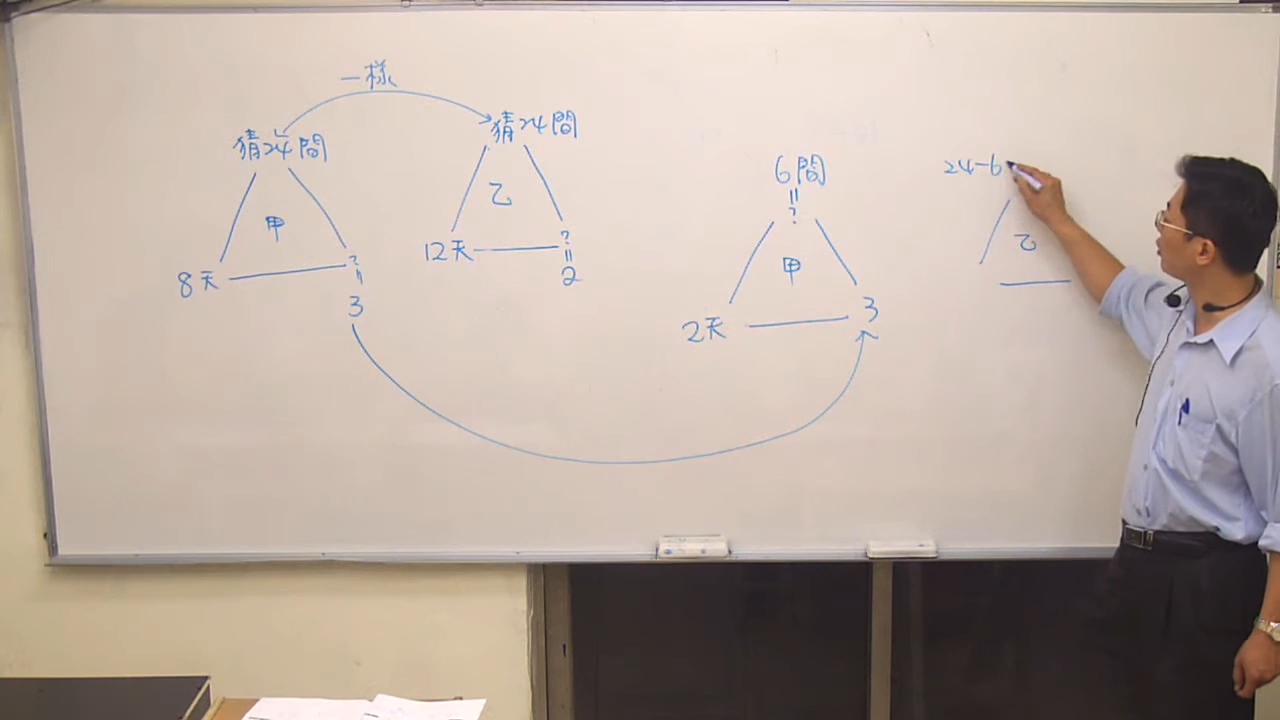 一樣
猜24間
甲
8天
?
=
3
猜24間
乙
12天
?
=
2
6間
=
?
甲
2天
3
24-6
乙